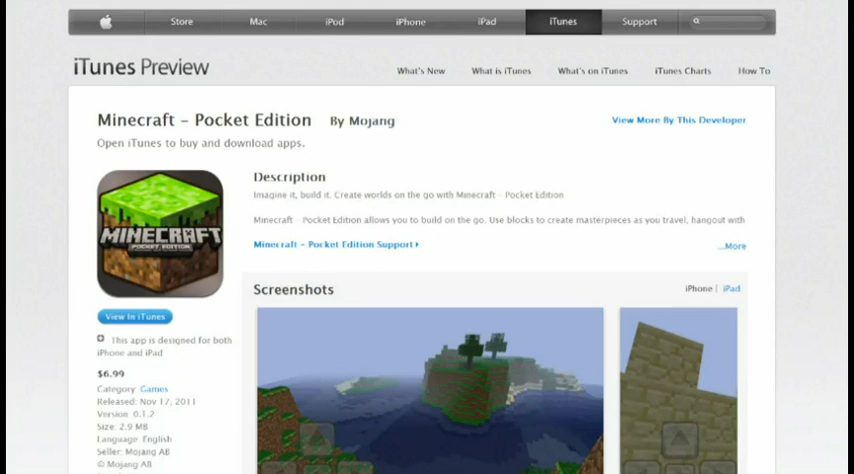 Store Mac iPod iPhone iPad iTunes Support
iTunes Preview
What's New What is iTunes What's on iTunes iTunes Charts How To
Minecraft – Pocket Edition By Mojang
View More By This Developer
Open iTunes to buy and download apps.
MINECRAFT
POCKET EDITION
Description
Imagine it, build it. Create worlds on the go with Minecraft – Pocket Edition
Minecraft – Pocket Edition allows you to build on the go. Use blocks to create masterpieces as you travel, hangout with
Minecraft – Pocket Edition Support
...More
Screenshots
iPhone | iPad
View In iTunes
This app is designed for both
iPhone and iPad
$6.99
Category: Games
Released: Nov 17, 2011
Version: 0.1.2
Size: 2.9 MB
Language: English
Seller: Mojang AB
© Mojang AB